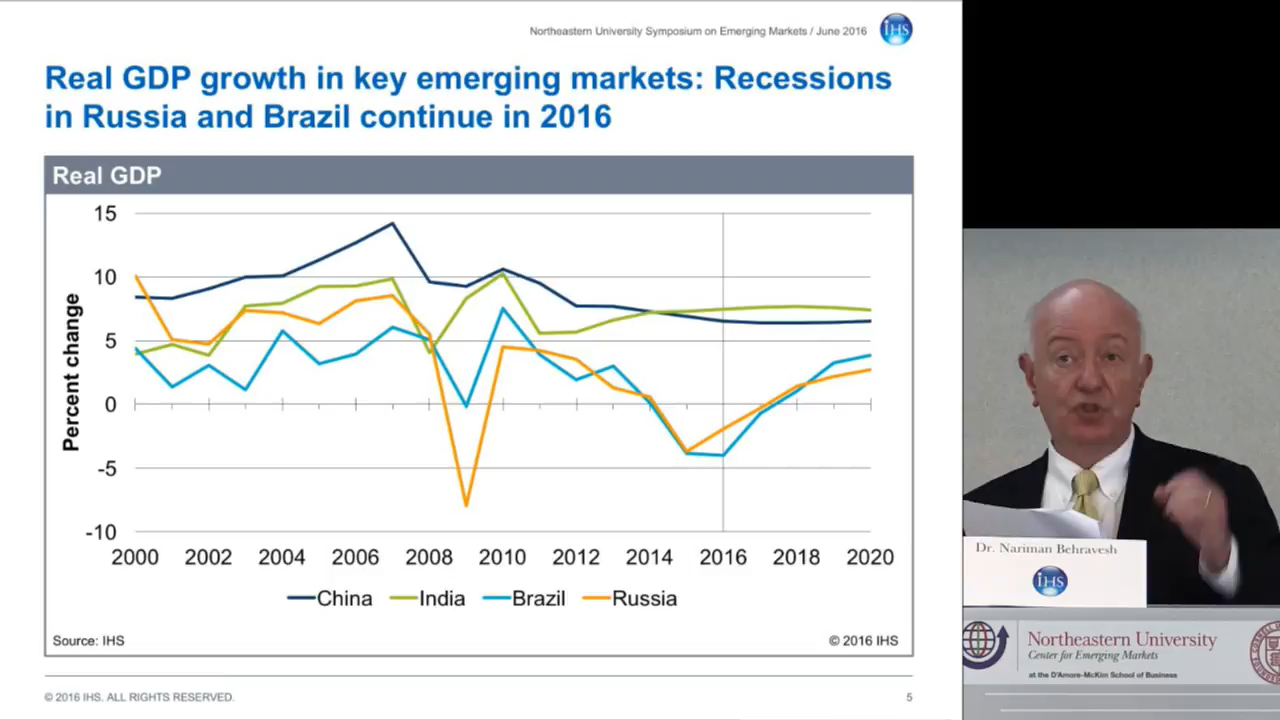 Northeastern University Symposium on Emerging Markets / June 2016
IHS
Real GDP growth in key emerging markets: Recessions
in Russia and Brazil continue in 2016
Real GDP
Percent change
15
10
5
0
-5
-10
2000 2002 2004 2006 2008 2010 2012 2014 2016 2018 2020
China India Brazil Russia
Source: IHS
© 2016 IHS
© 2016 IHS. ALL RIGHTS RESERVED.
5
Dr. Nariman Behravesh
IHS
Northeastern University
Center for Emerging Markets
at the D'Amore-McKim School of Business